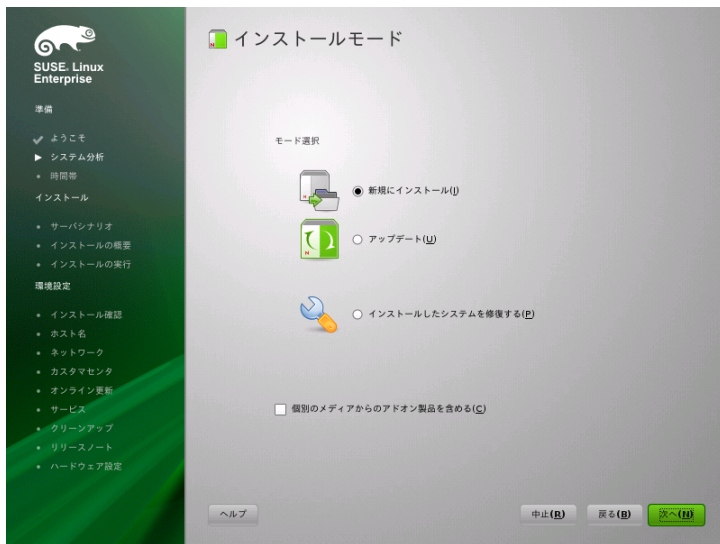 SUSE. Linux
Enterprise
準備
ようこそ
システム分析
時間帯
インストール
サーバシナリオ
インストールの概要
インストールの実行
環境設定
インストール確認
ホスト名
ネットワーク
カスタマセンタ
オンライン更新
サービス
クリーンアップ
リリースノート
ハードウェア設定
インストールモード
モード選択
新規にインストール(I)
アップデート(U)
インストールしたシステムを修復する(P)
個別のメディアからのアドオン製品を含める(C)
ヘルプ
中止(R)
戻る(B)
次へ(N)